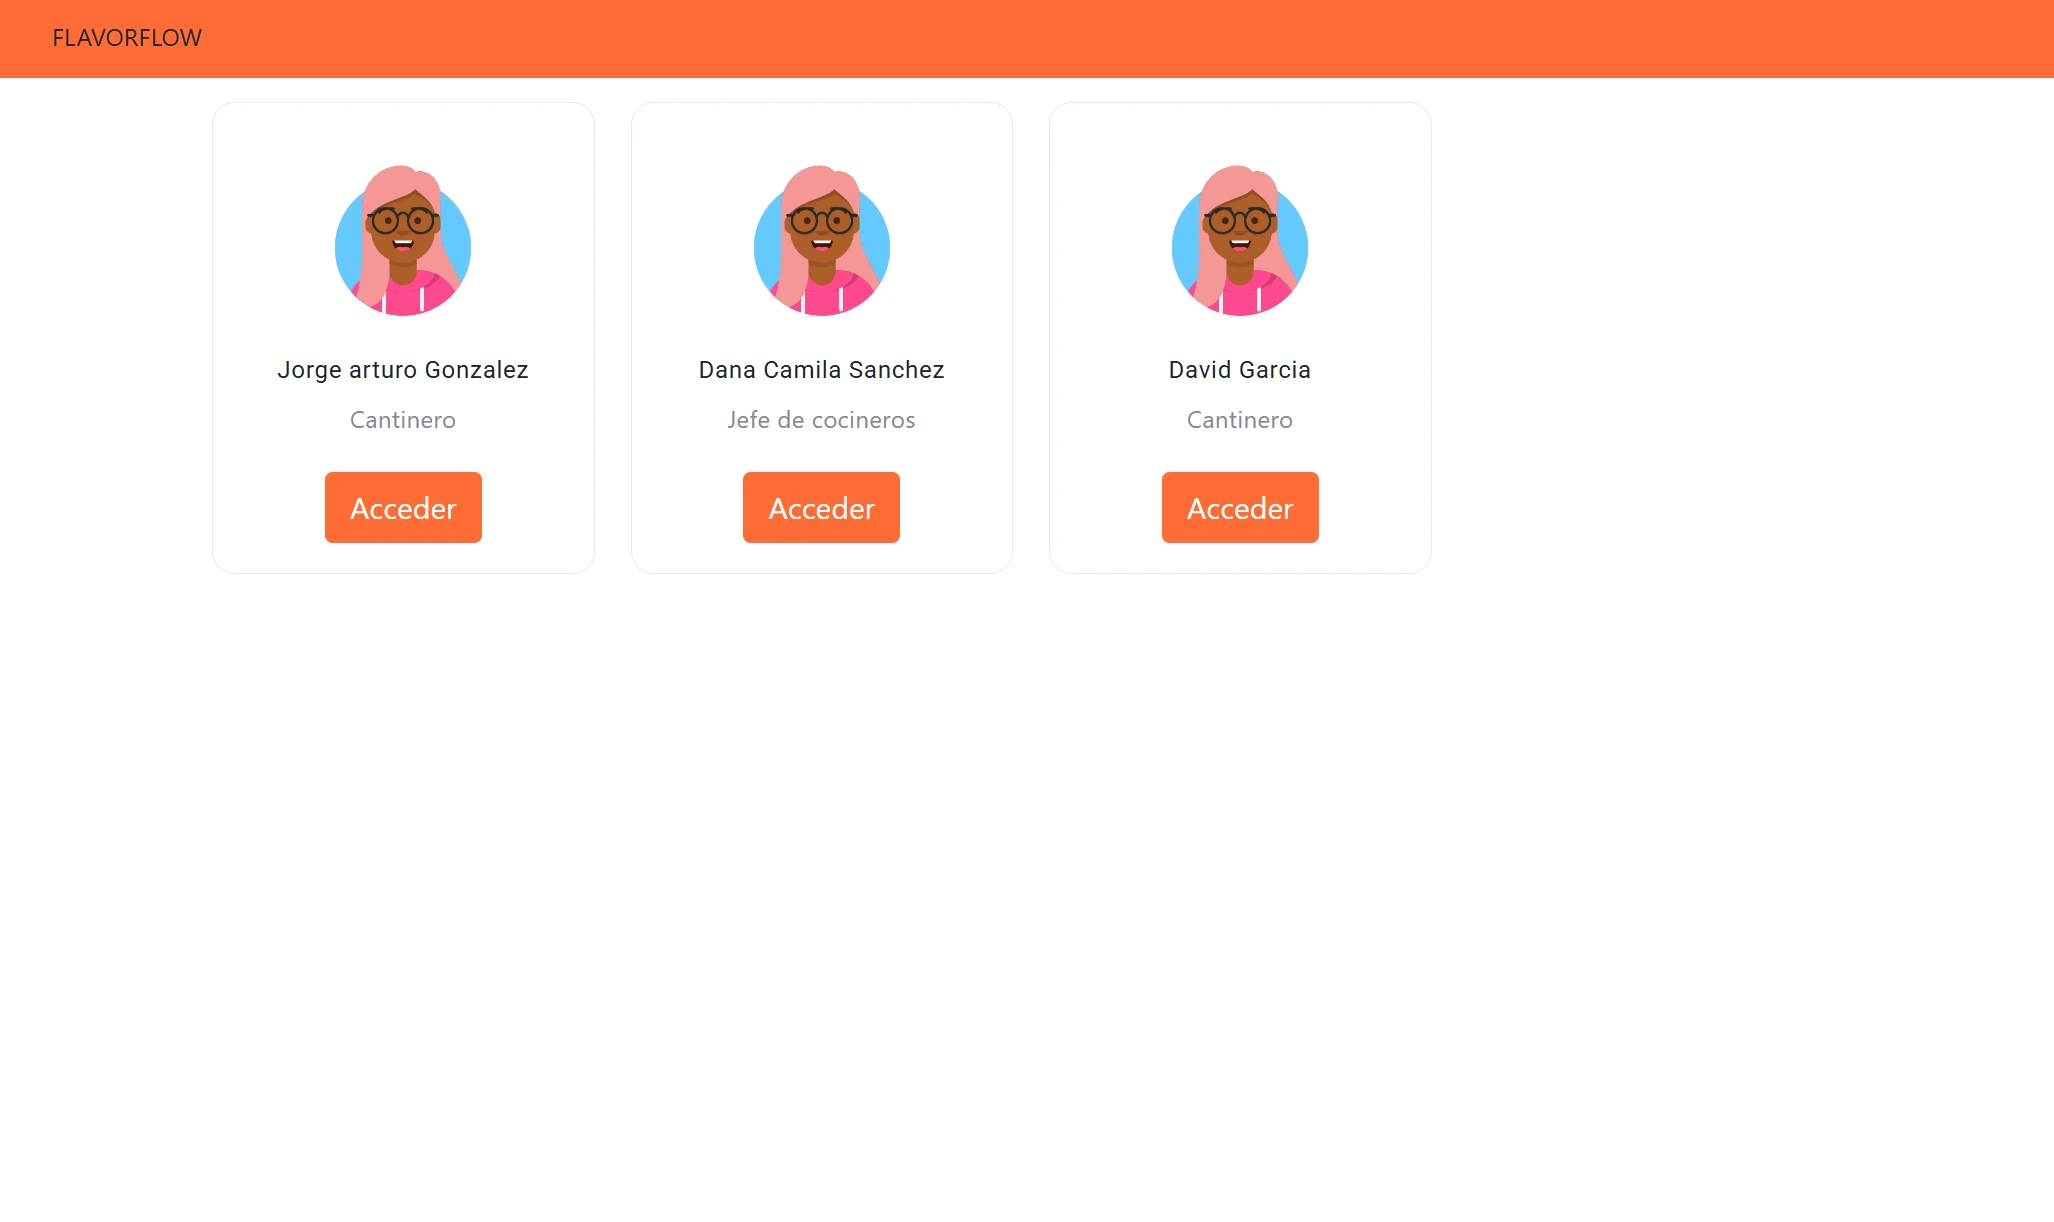 FLAVORFLOW
Jorge arturo Gonzalez
Cantinero
Acceder
Dana Camila Sanchez
Jefe de cocineros
Acceder
David Garcia
Cantinero
Acceder